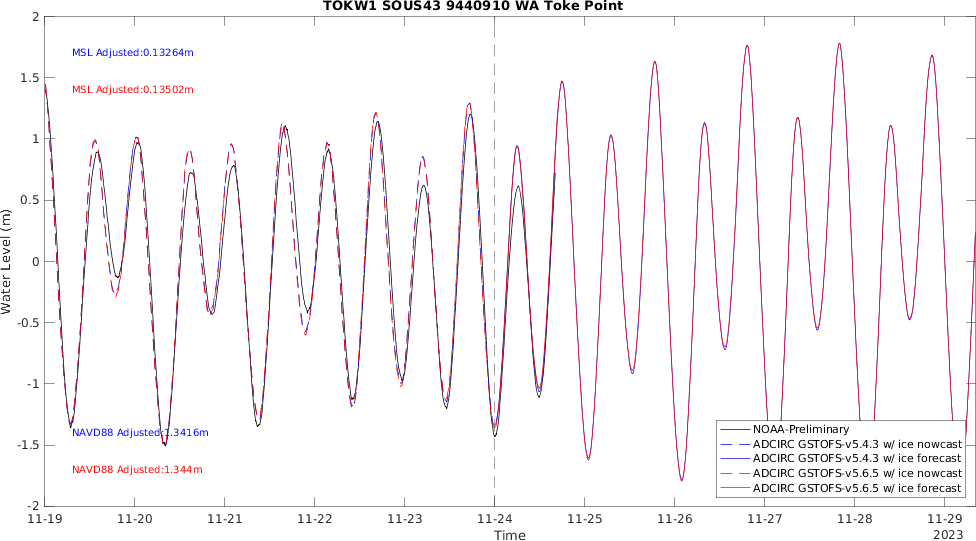 TOKW1 SOUS43 9440910 WA Toke Point
MSL Adjusted:0.13264m
MSL Adjusted:0.13502m
NAVD88 Adjusted:1.3416m
NAVD88 Adjusted:1.344m
Water Level (m)
2
1.5
1
0.5
0
-0.5
-1
-1.5
-2
NOAA-Preliminary
ADCIRC GSTOFS-v5.4.3 w/ ice nowcast
ADCIRC GSTOFS-v5.4.3 w/ ice forecast
ADCIRC GSTOFS-v5.6.5 w/ ice nowcast
ADCIRC GSTOFS-v5.6.5 w/ ice forecast
11-19 11-20 11-21 11-22 11-23 11-24 11-25 11-26 11-27 11-28 11-29
Time
2023